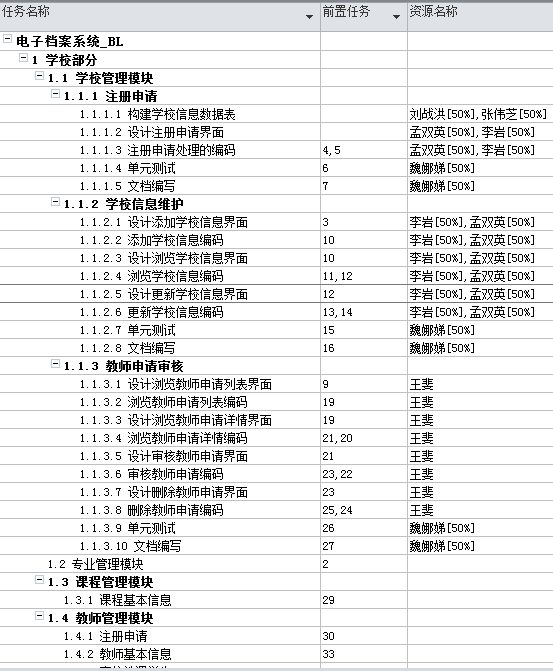 任务名称 前置任务 资源名称
电子档案系统_BL
1 学校部分
1.1 学校管理模块
1.1.1 注册申请
1.1.1.1 构建学校信息数据表 刘战洪[50%],张伟芝[50%]
1.1.1.2 设计注册申请界面 孟双英[50%],李岩[50%]
1.1.1.3 注册申请处理的编码 4,5 孟双英[50%],李岩[50%]
1.1.1.4 单元测试 6 魏娜娣[50%]
1.1.1.5 文档编写 7 魏娜娣[50%]
1.1.2 学校信息维护
1.1.2.1 设计添加学校信息界面 3 李岩[50%],孟双英[50%]
1.1.2.2 添加学校信息编码 10 李岩[50%],孟双英[50%]
1.1.2.3 设计浏览学校信息界面 10 李岩[50%],孟双英[50%]
1.1.2.4 浏览学校信息编码 11,12 李岩[50%],孟双英[50%]
1.1.2.5 设计更新学校信息界面 12 李岩[50%],孟双英[50%]
1.1.2.6 更新学校信息编码 13,14 李岩[50%],孟双英[50%]
1.1.2.7 单元测试 15 魏娜娣[50%]
1.1.2.8 文档编写 16 魏娜娣[50%]
1.1.3 教师申请审核
1.1.3.1 设计浏览教师申请列表界面 9 王斐
1.1.3.2 浏览教师申请列表编码 19 王斐
1.1.3.3 设计浏览教师申请详情界面 19 王斐
1.1.3.4 浏览教师申请详情编码 21,20 王斐
1.1.3.5 设计审核教师申请界面 21 王斐
1.1.3.6 审核教师申请编码 23,22 王斐
1.1.3.7 设计删除教师申请界面 23 王斐
1.1.3.8 删除教师申请编码 25,24 王斐
1.1.3.9 单元测试 26 魏娜娣[50%]
1.1.3.10 文档编写 27 魏娜娣[50%]
1.2 专业管理模块 2
1.3 课程管理模块
1.3.1 课程基本信息 29
1.4 教师管理模块
1.4.1 注册申请 30
1.4.2 教师基本信息 33